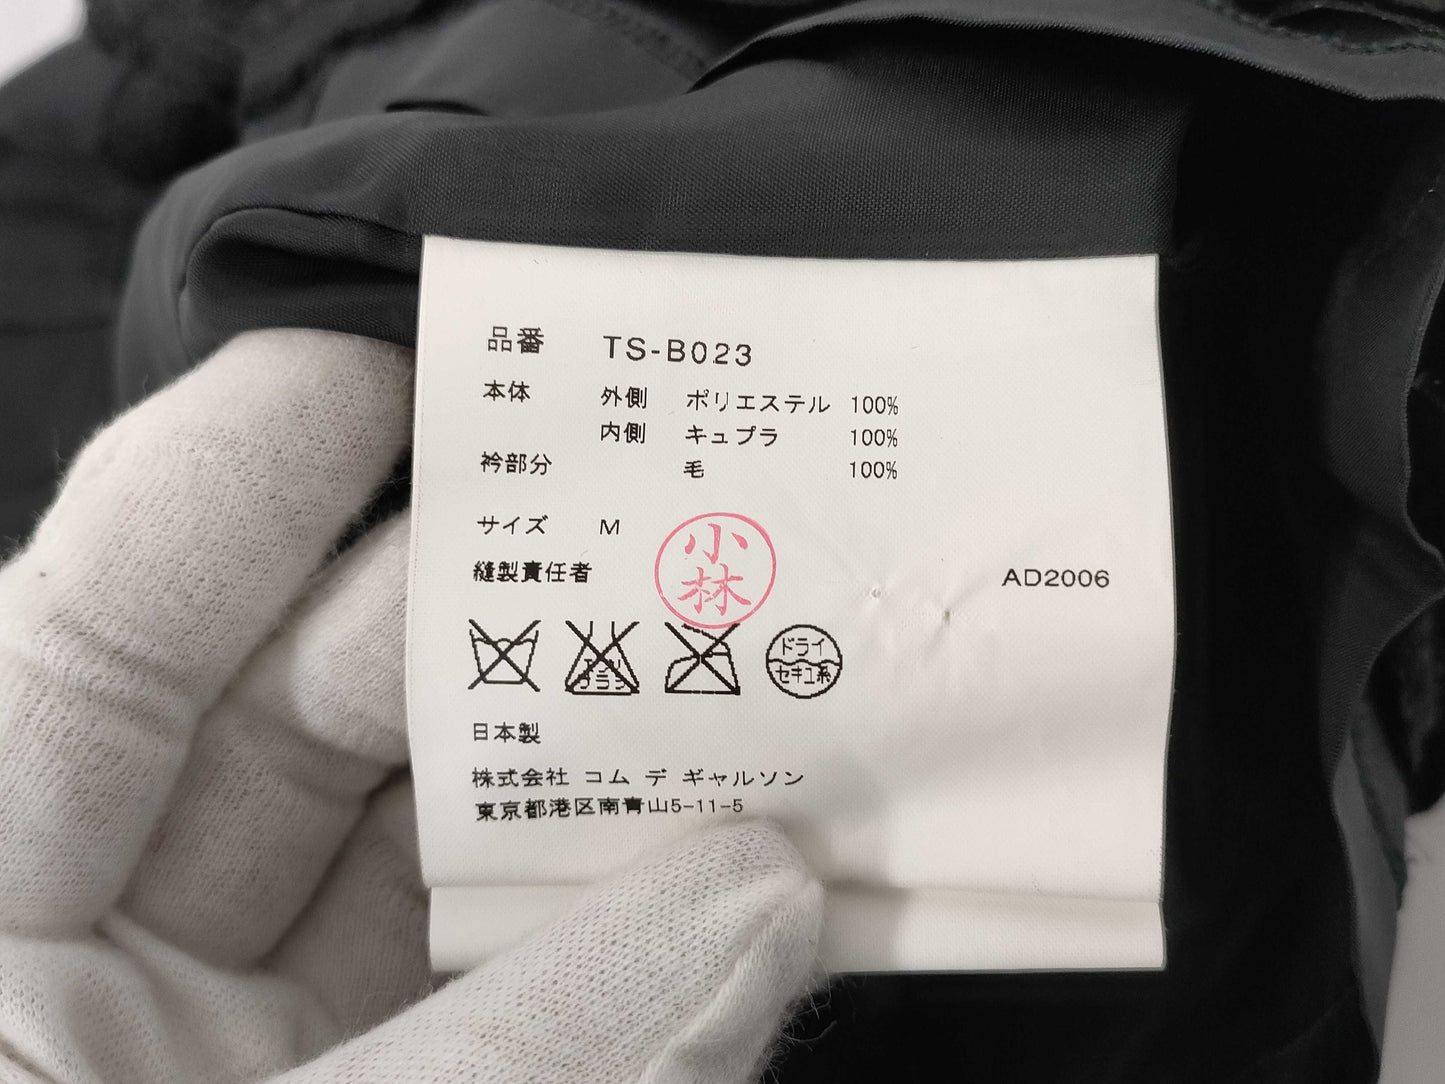 品番 TS-B023
本体 外側 ポリエステル 100%
内側 キュプラ 100%
衿部分 毛 100%
サイズ M
縫製責任者 小林
AD2006
エンソ
ドライ
セキユ系
日本製
株式会社 コム デ ギャルソン
東京都港区南青山5-11-5